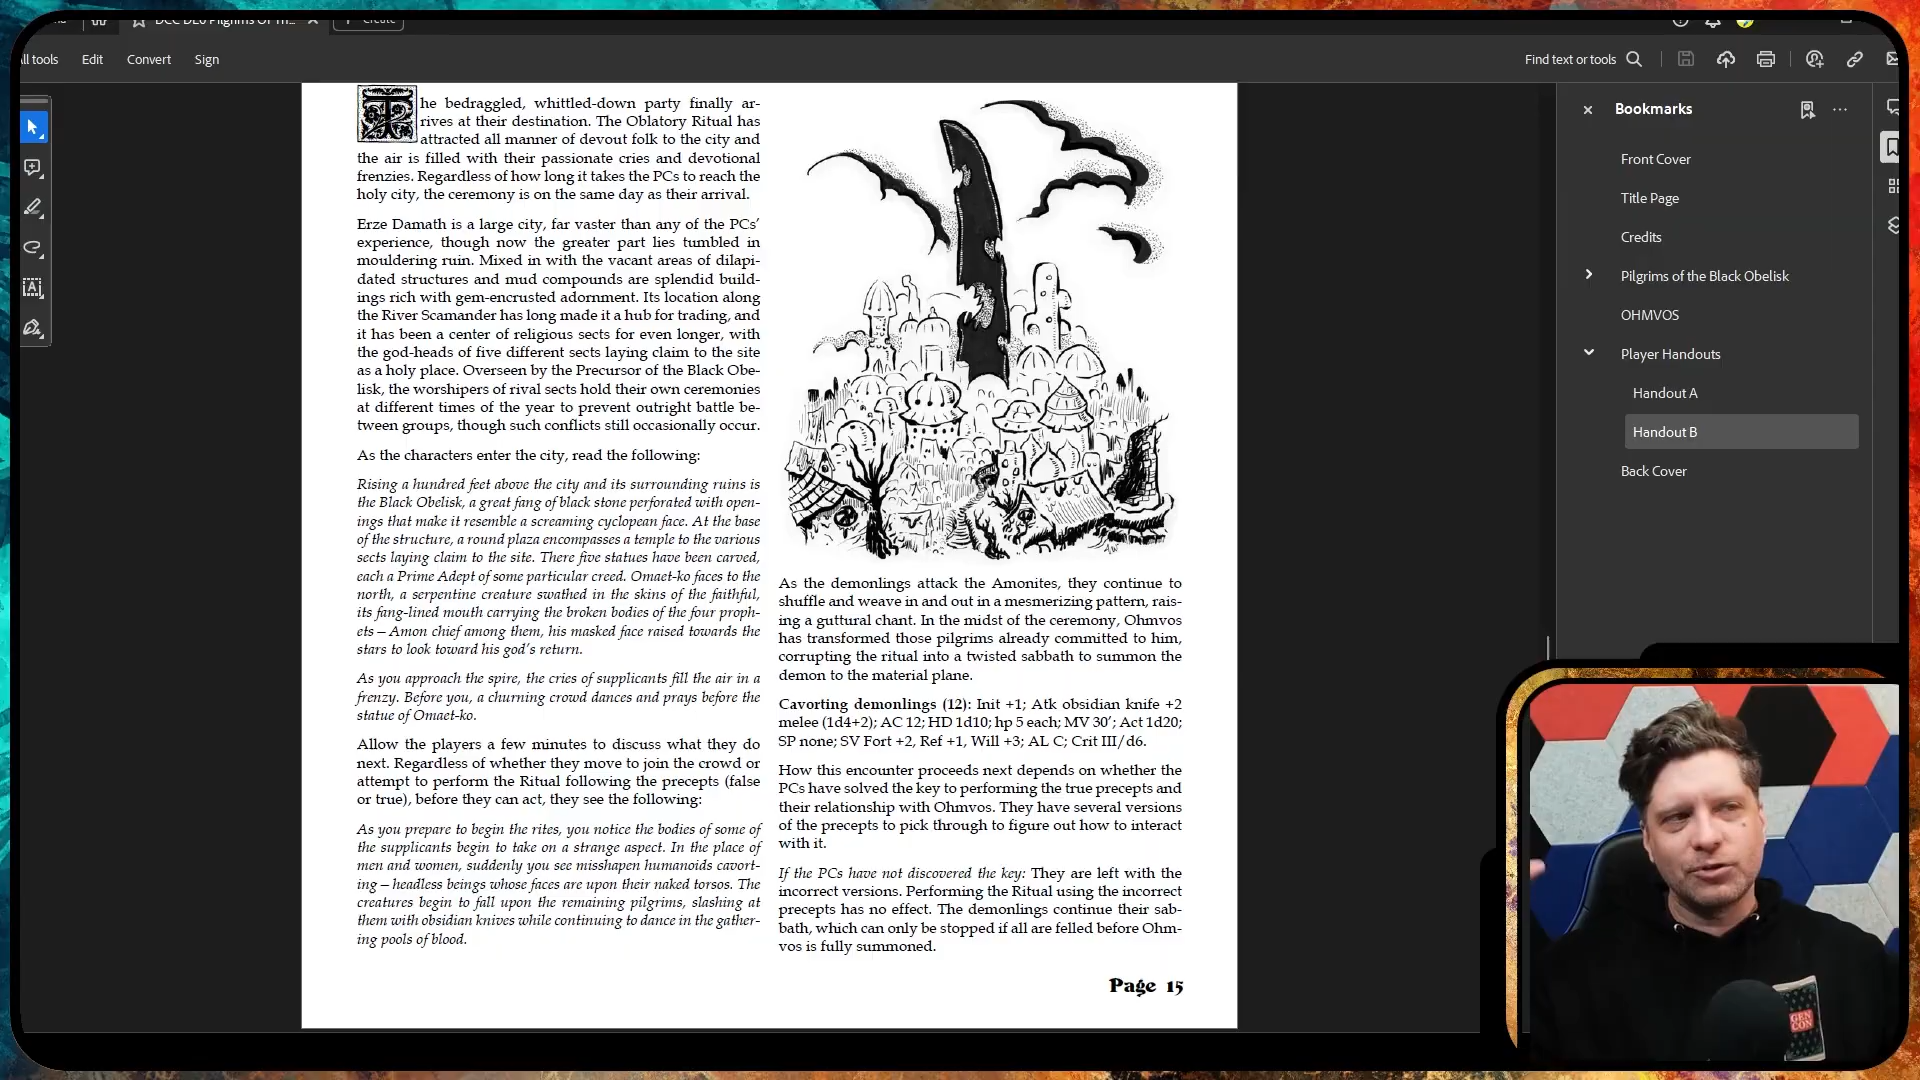 DCC DE0 Pilgrims Of Th...
Create
All tools
Edit
Convert
Sign
Find text or tools
The bedraggled, whittled-down party finally ar-
rives at their destination. The Oblatory Ritual has
attracted all manner of devout folk to the city and
the air is filled with their passionate cries and devotional
frenzies. Regardless of how long it takes the PCs to reach the
holy city, the ceremony is on the same day as their arrival.
Erze Damath is a large city, far vaster than any of the PCs’
experience, though now the greater part lies tumbled in
mouldering ruin. Mixed in with the vacant areas of dilapi-
dated structures and mud compounds are splendid build-
ings rich with gem-encrusted adornment. Its location along
the River Scamander has long made it a hub for trading, and
it has been a center of religious sects for even longer, with
the god-heads of five different sects laying claim to the site
as a holy place. Overseen by the Precursor of the Black Obe-
lisk, the worshipers of rival sects hold their own ceremonies
at different times of the year to prevent outright battle be-
tween groups, though such conflicts still occasionally occur.
As the characters enter the city, read the following:
Rising a hundred feet above the city and its surrounding ruins is
the Black Obelisk, a great fang of black stone perforated with open-
ings that make it resemble a screaming cyclopean face. At the base
of the structure, a round plaza encompasses a temple to the various
sects laying claim to the site. There five statues have been carved,
each a Prime Adept of some particular creed. Omaet-ko faces to the
north, a serpentine creature swathed in the skins of the faithful,
its fang-lined mouth carrying the broken bodies of the four proph-
ets – Amon chief among them, his masked face raised towards the
stars to look toward his god’s return.
As you approach the spire, the cries of supplicants fill the air in a
frenzy. Before you, a churning crowd dances and prays before the
statue of Omaet-ko.
Allow the players a few minutes to discuss what they do
next. Regardless of whether they move to join the crowd or
attempt to perform the Ritual following the precepts (false
or true), before they can act, they see the following:
As you prepare to begin the rites, you notice the bodies of some of
the supplicants begin to take on a strange aspect. In the place of
men and women, suddenly you see misshapen humanoids cavort-
ing – headless beings whose faces are upon their naked torsos. The
creatures begin to fall upon the remaining pilgrims, slashing at
them with obsidian knives while continuing to dance in the gather-
ing pools of blood.
As the demonlings attack the Amonites, they continue to
shuffle and weave in and out in a mesmerizing pattern, rais-
ing a guttural chant. In the midst of the ceremony, Ohmvos
has transformed those pilgrims already committed to him,
corrupting the ritual into a twisted sabbath to summon the
demon to the material plane.
Cavorting demonlings (12): Init +1; Atk obsidian knife +2
melee (1d4+2); AC 12; HD 1d10; hp 5 each; MV 30’; Act 1d20;
SP none; SV Fort +2, Ref +1, Will +3; AL C; Crit III/d6.
How this encounter proceeds next depends on whether the
PCs have solved the key to performing the true precepts and
their relationship with Ohmvos. They have several versions
of the precepts to pick through to figure out how to interact
with it.
If the PCs have not discovered the key: They are left with the
incorrect versions. Performing the Ritual using the incorrect
precepts has no effect. The demonlings continue their sab-
bath, which can only be stopped if all are felled before Ohm-
vos is fully summoned.
Page 15
Bookmarks
Front Cover
Title Page
Credits
Pilgrims of the Black Obelisk
OHMVOS
Player Handouts
Handout A
Handout B
Back Cover
GEN
CON